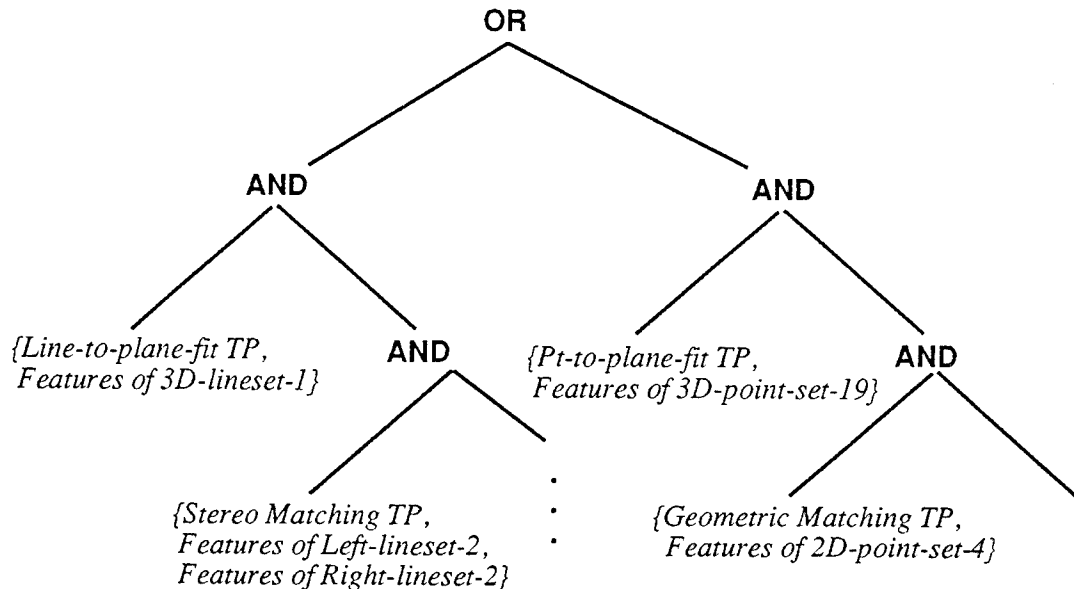 OR
AND
AND
{Line-to-plane-fit TP,
Features of 3D-lineset-1}
AND
{Pt-to-plane-fit TP,
Features of 3D-point-set-19}
AND
{Stereo Matching TP,
Features of Left-lineset-2,
Features of Right-lineset-2}
{Geometric Matching TP,
Features of 2D-point-set-4}